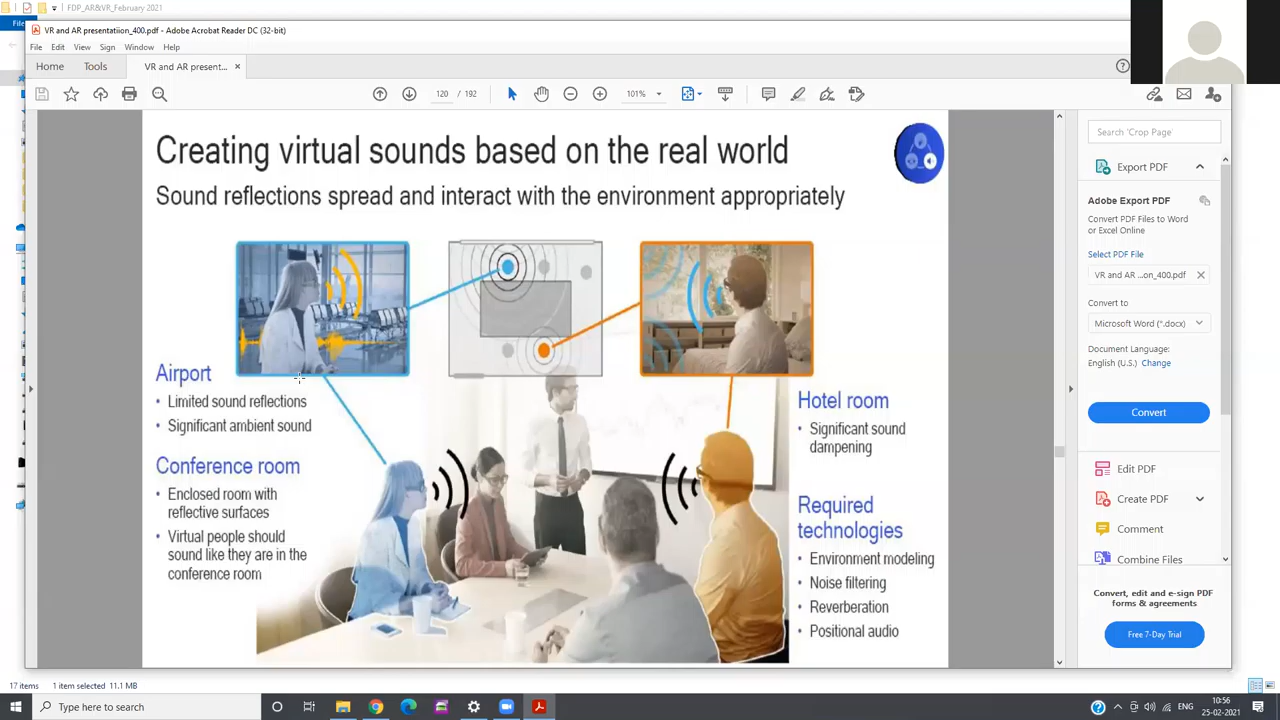 FDP_AR&VR_February 2021
File
VR and AR presentatiion_400.pdf - Adobe Acrobat Reader DC (32-bit)
File Edit View Sign Window Help
Home Tools VR and AR present... ×
120 / 192 101%
Creating virtual sounds based on the real world
Sound reflections spread and interact with the environment appropriately
Airport
• Limited sound reflections
• Significant ambient sound
Conference room
• Enclosed room with
reflective surfaces
• Virtual people should
sound like they are in the
conference room
Hotel room
• Significant sound
dampening
Required
technologies
• Environment modeling
• Noise filtering
• Reverberation
• Positional audio
Search 'Crop Page'
Export PDF
Adobe Export PDF
Convert PDF Files to Word
or Excel Online
Select PDF File
VR and AR ...on_400.pdf ×
Convert to
Microsoft Word (*.docx)
Document Language:
English (U.S.) Change
Convert
Edit PDF
Create PDF
Comment
Combine Files
Convert, edit and e-sign PDF
forms & agreements
Free 7-Day Trial
17 items 1 item selected 11.1 MB
Type here to search
ENG
10:56
25-02-2021